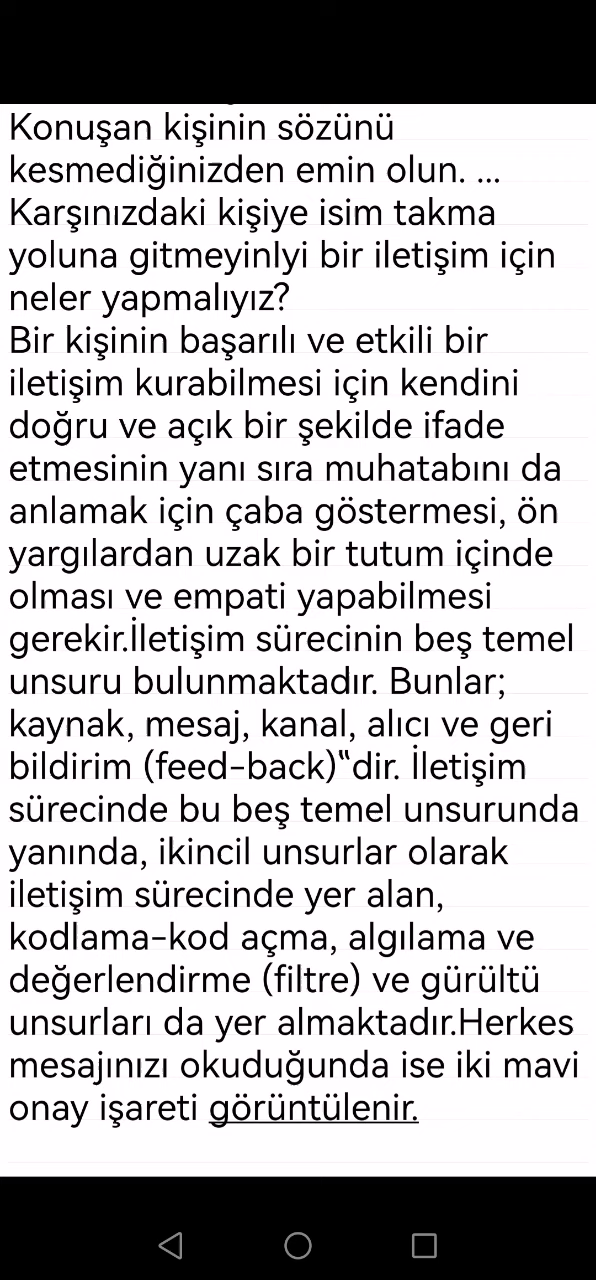 Konuşan kişinin sözünü
kesmediğinizden emin olun. ...
Karşınızdaki kişiye isim takma
yoluna gitmeyinIyi bir iletişim için
neler yapmalıyız?
Bir kişinin başarılı ve etkili bir
iletişim kurabilmesi için kendini
doğru ve açık bir şekilde ifade
etmesinin yanı sıra muhatabını da
anlamak için çaba göstermesi, ön
yargılardan uzak bir tutum içinde
olması ve empati yapabilmesi
gerekir.İletişim sürecinin beş temel
unsuru bulunmaktadır. Bunlar;
kaynak, mesaj, kanal, alıcı ve geri
bildirim (feed-back)‟dir. İletişim
sürecinde bu beş temel unsurunda
yanında, ikincil unsurlar olarak
iletişim sürecinde yer alan,
kodlama-kod açma, algılama ve
değerlendirme (filtre) ve gürültü
unsurları da yer almaktadır.Herkes
mesajınızı okuduğunda ise iki mavi
onay işareti görüntülenir.